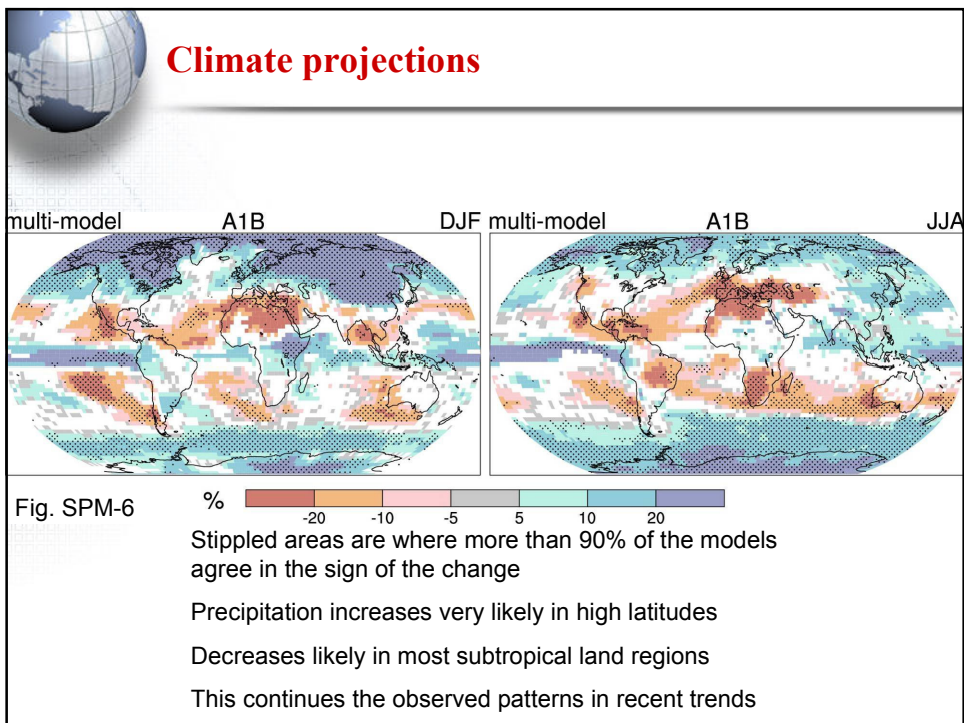 Climate projections
multi-model A1B DJF
multi-model A1B JJA
Fig. SPM-6
%
-20 -10 -5 5 10 20
Stippled areas are where more than 90% of the models
agree in the sign of the change
Precipitation increases very likely in high latitudes
Decreases likely in most subtropical land regions
This continues the observed patterns in recent trends